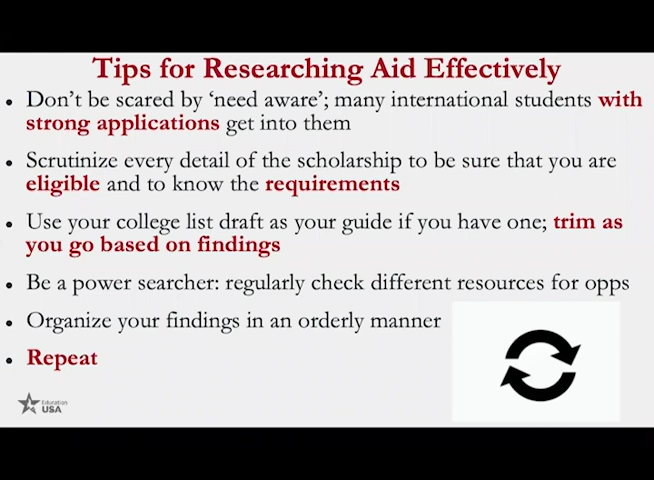 Tips for Researching Aid Effectively
• Don't be scared by 'need aware'; many international students with
strong applications get into them
• Scrutinize every detail of the scholarship to be sure that you are
eligible and to know the requirements
• Use your college list draft as your guide if you have one; trim as
you go based on findings
• Be a power searcher: regularly check different resources for opps
• Organize your findings in an orderly manner
• Repeat
Education
USA